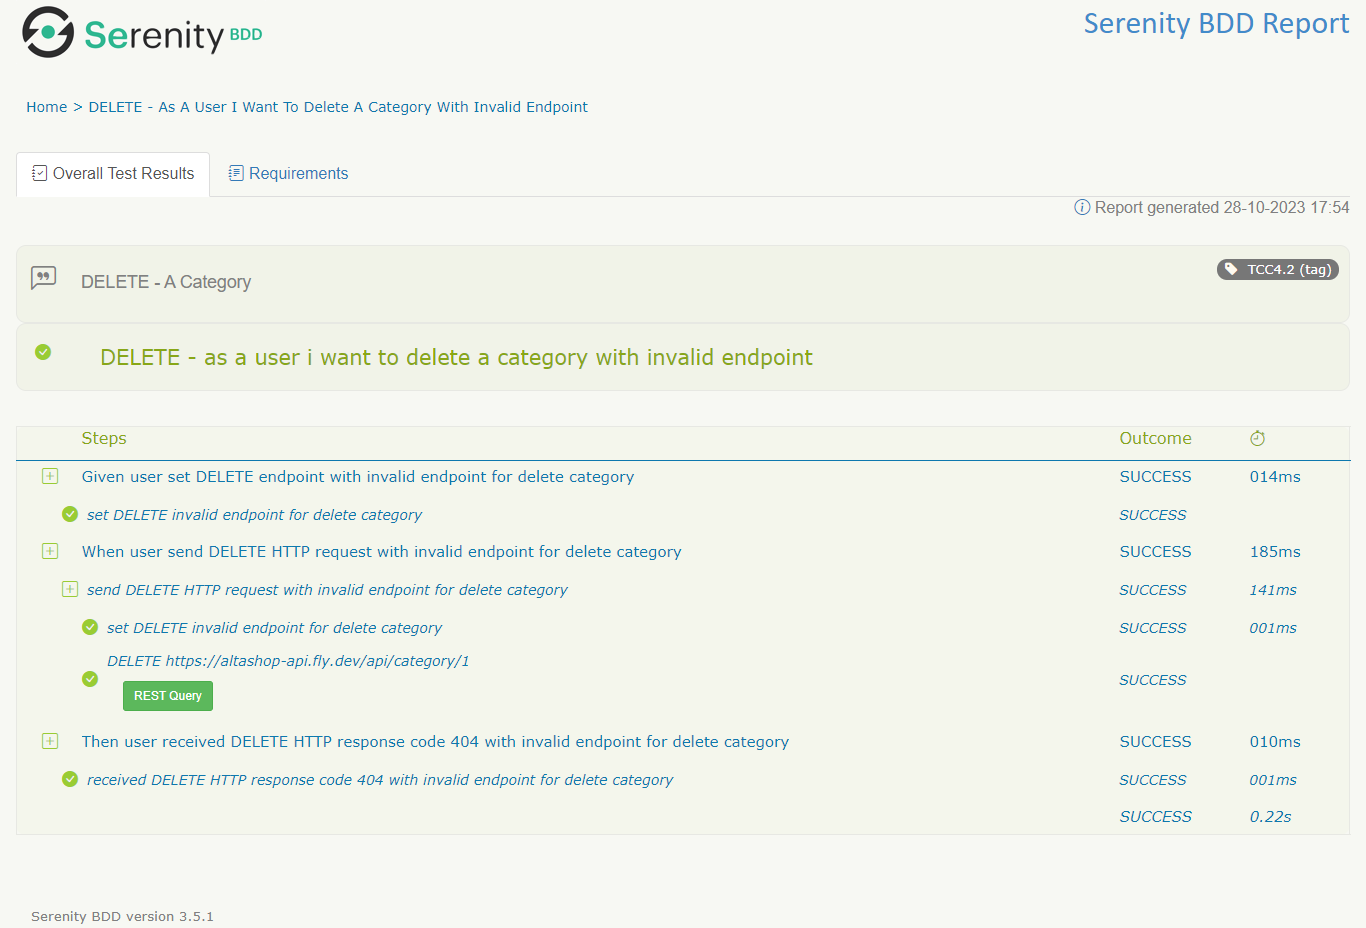 Serenity BDD
Serenity BDD Report
Home > DELETE - As A User I Want To Delete A Category With Invalid Endpoint
Overall Test Results
Requirements
Report generated 28-10-2023 17:54
DELETE - A Category
TCC4.2 (tag)
DELETE - as a user i want to delete a category with invalid endpoint
Steps Outcome
Given user set DELETE endpoint with invalid endpoint for delete category SUCCESS 014ms
set DELETE invalid endpoint for delete category SUCCESS
When user send DELETE HTTP request with invalid endpoint for delete category SUCCESS 185ms
send DELETE HTTP request with invalid endpoint for delete category SUCCESS 141ms
set DELETE invalid endpoint for delete category SUCCESS 001ms
DELETE https://altashop-api.fly.dev/api/category/1
SUCCESS
REST Query
Then user received DELETE HTTP response code 404 with invalid endpoint for delete category SUCCESS 010ms
received DELETE HTTP response code 404 with invalid endpoint for delete category SUCCESS 001ms
SUCCESS 0.22s
Serenity BDD version 3.5.1